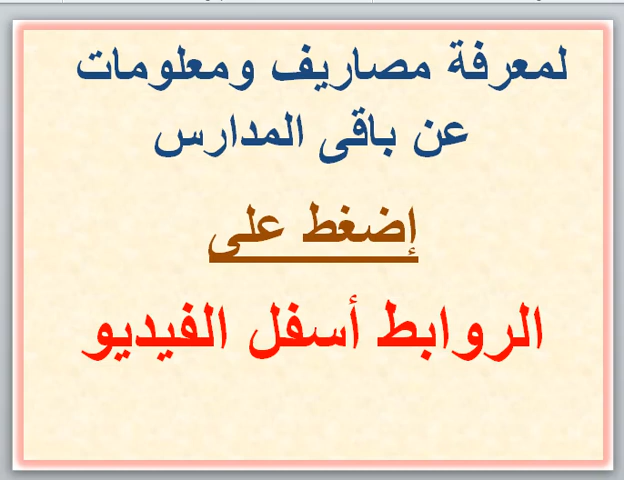 لمعرفة مصاريف ومعلومات
عن باقى المدارس
إضغط على
الروابط أسفل الفيديو